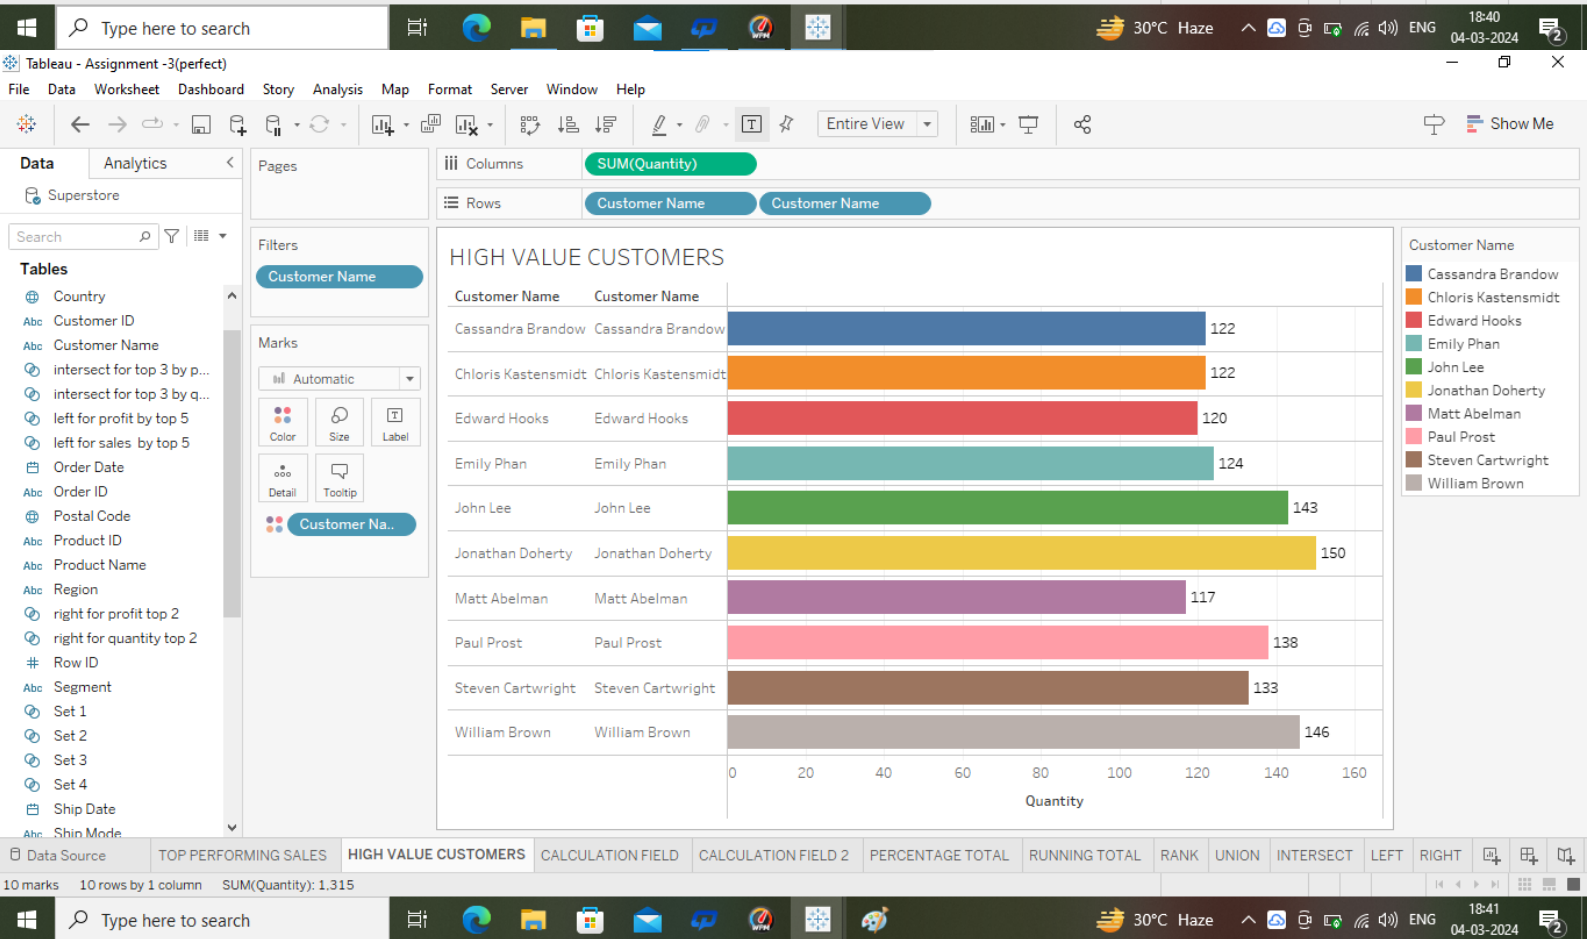 Type here to search
30°C Haze
ENG
18:40
04-03-2024
2
Tableau - Assignment -3(perfect)
File Data Worksheet Dashboard Story Analysis Map Format Server Window Help
Entire View
Show Me
Data
Analytics
Superstore
Search
Tables
Country
Abc Customer ID
Abc Customer Name
intersect for top 3 by p...
intersect for top 3 by q...
left for profit by top 5
left for sales by top 5
Order Date
Abc Order ID
Postal Code
Abc Product ID
Abc Product Name
Abc Region
right for profit top 2
right for quantity top 2
Row ID
Abc Segment
Set 1
Set 2
Set 3
Set 4
Ship Date
Abc Ship Mode
Pages
Filters
Customer Name
Marks
Automatic
Color
Size
Label
Detail
Tooltip
Customer Na..
Columns
SUM(Quantity)
Rows
Customer Name
Customer Name
HIGH VALUE CUSTOMERS
Customer Name Customer Name
Cassandra Brandow Cassandra Brandow 122
Chloris Kastensmidt Chloris Kastensmidt 122
Edward Hooks Edward Hooks 120
Emily Phan Emily Phan 124
John Lee John Lee 143
Jonathan Doherty Jonathan Doherty 150
Matt Abelman Matt Abelman 117
Paul Prost Paul Prost 138
Steven Cartwright Steven Cartwright 133
William Brown William Brown 146
0 20 40 60 80 100 120 140 160
Quantity
Customer Name
Cassandra Brandow
Chloris Kastensmidt
Edward Hooks
Emily Phan
John Lee
Jonathan Doherty
Matt Abelman
Paul Prost
Steven Cartwright
William Brown
Data Source
TOP PERFORMING SALES
HIGH VALUE CUSTOMERS
CALCULATION FIELD
CALCULATION FIELD 2
PERCENTAGE TOTAL
RUNNING TOTAL
RANK
UNION
INTERSECT
LEFT
RIGHT
10 marks 10 rows by 1 column SUM(Quantity): 1,315
Type here to search
30°C Haze
ENG
18:41
04-03-2024
2